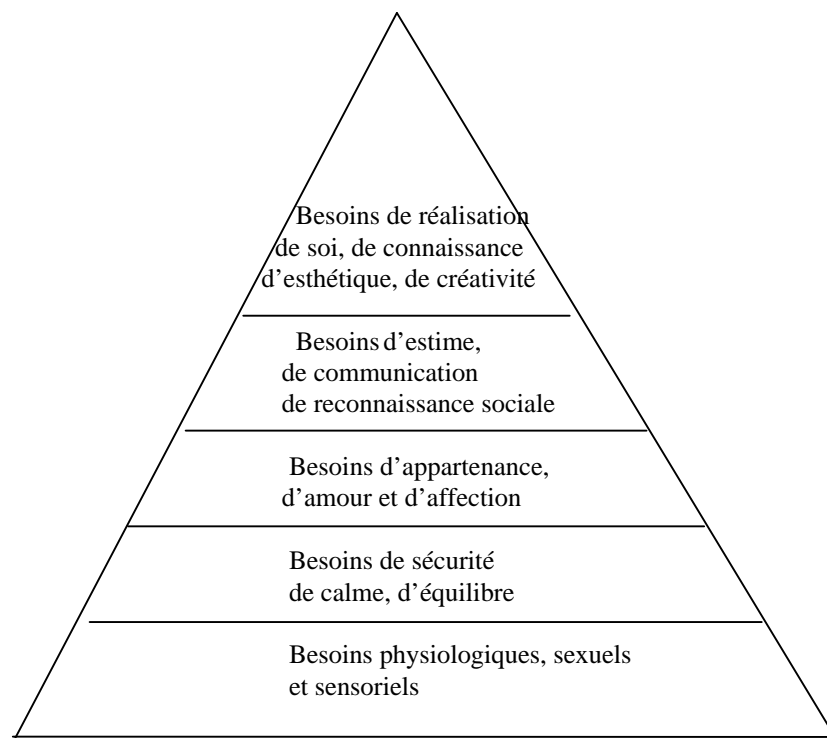 Besoins de réalisation
de soi, de connaissance
d’esthétique, de créativité
Besoins d’estime,
de communication
de reconnaissance sociale
Besoins d’appartenance,
d’amour et d’affection
Besoins de sécurité
de calme, d’équilibre
Besoins physiologiques, sexuels
et sensoriels